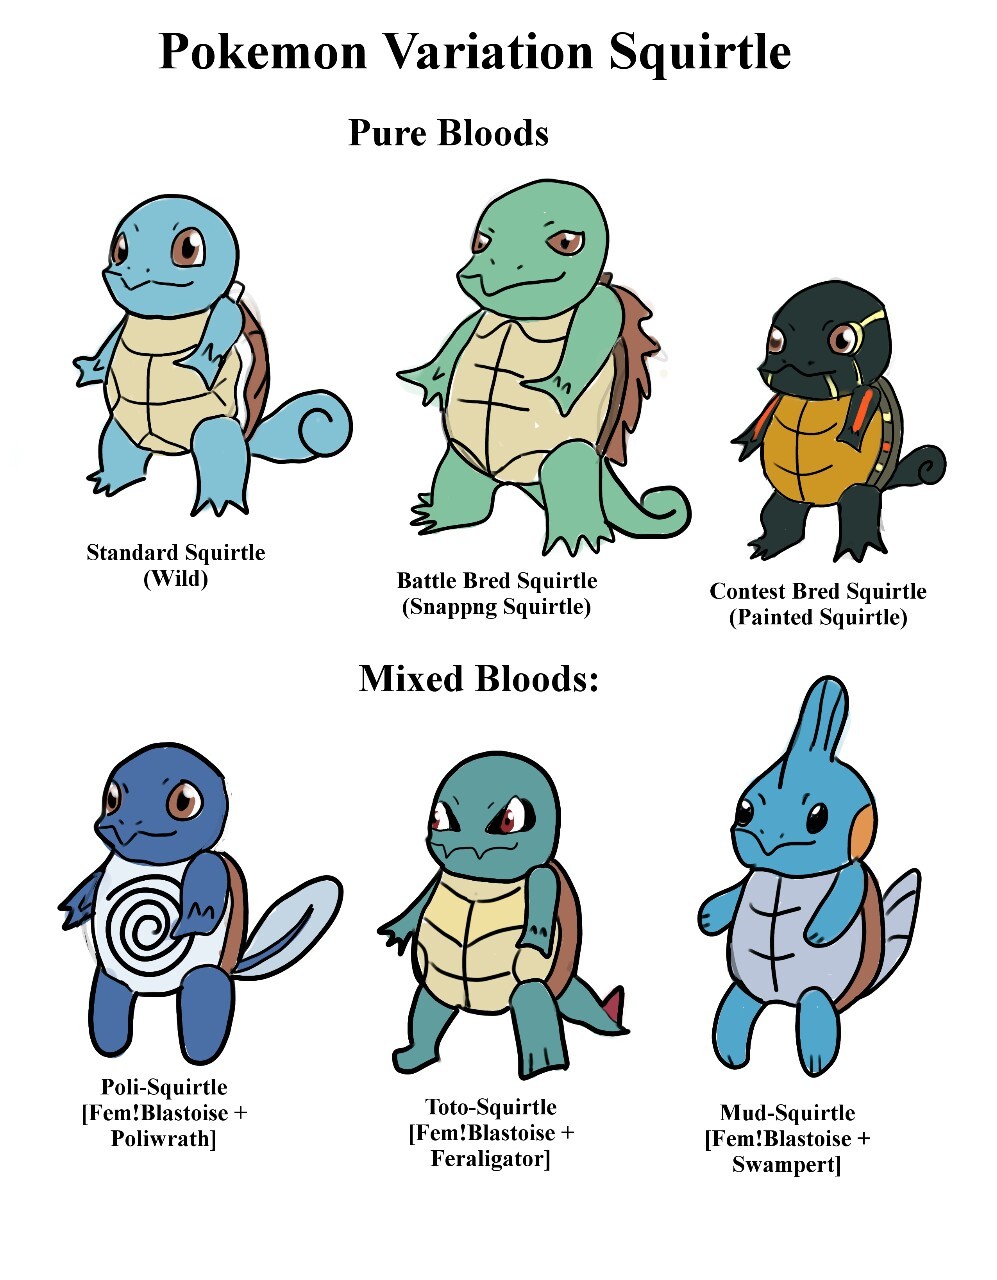 Pokemon Variation Squirtle
Pure Bloods
Standard Squirtle
(Wild)
Battle Bred Squirtle
(Snappng Squirtle)
Contest Bred Squirtle
(Painted Squirtle)
Mixed Bloods:
Poli-Squirtle
[Fem!Blastoise +
Poliwrath]
Toto-Squirtle
[Fem!Blastoise +
Feraligator]
Mud-Squirtle
[Fem!Blastoise +
Swampert]